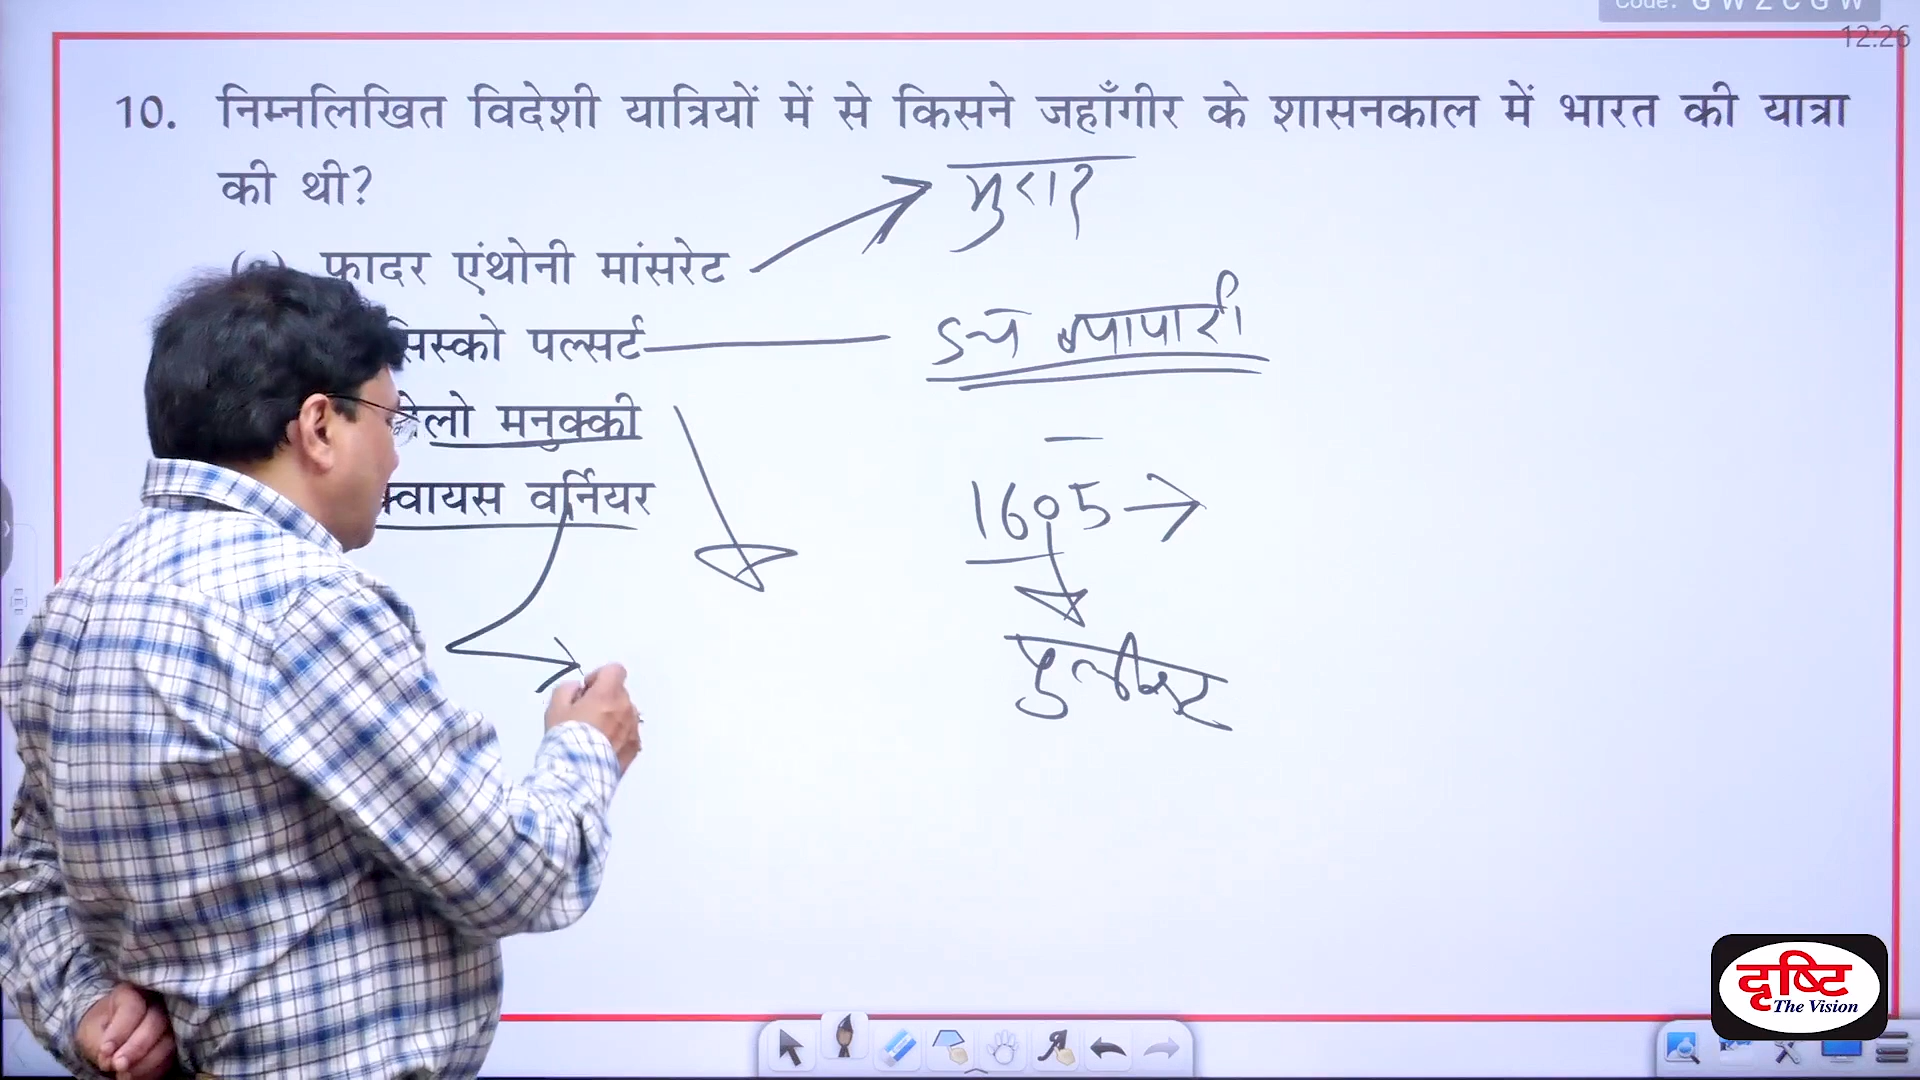 Code: G W Z C G W
12:26
10. निम्नलिखित विदेशी यात्रियों में से किसने जहाँगीर के शासनकाल में भारत की यात्रा
की थी?
फादर एंथोनी मांसरेट
सिस्को पल्सर्ट डच व्यापारी
लो मनुक्की
क्वायस वर्नियर 1605
दृष्टि
The Vision